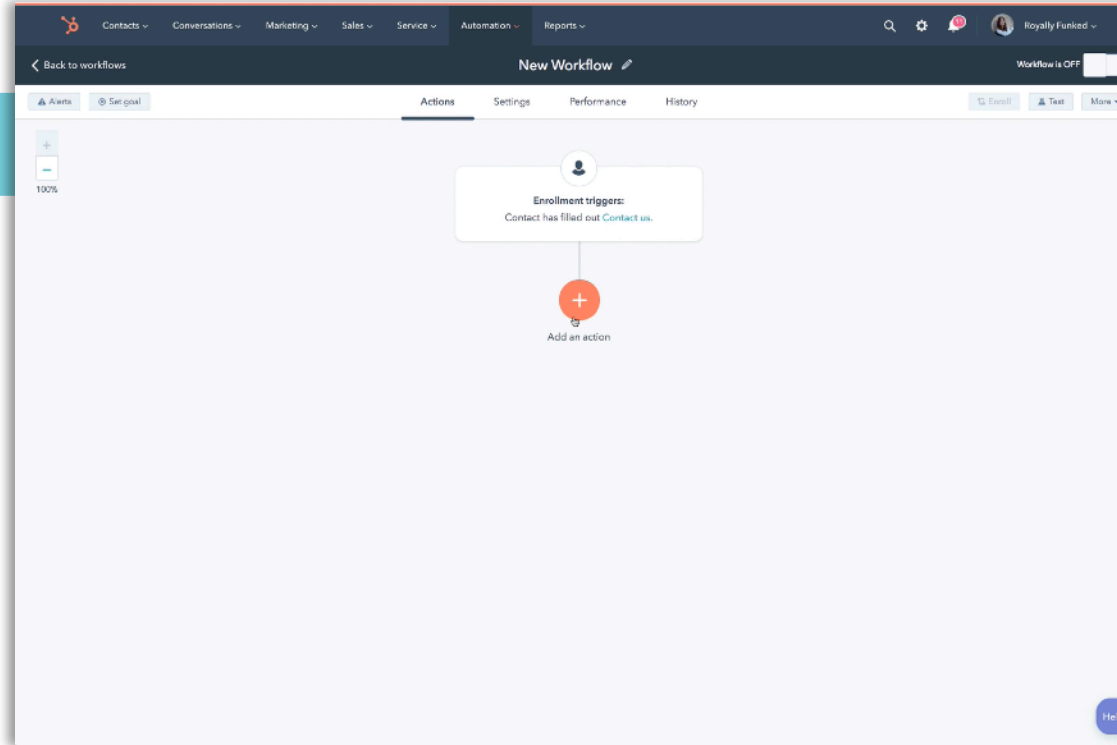 Contacts Conversations Marketing Sales Service Automation Reports 11 Royally Funked
Back to workflows New Workflow Workflow is OFF
Alerts Set goal Actions Settings Performance History Enroll Test More
100%
Enrollment triggers:
Contact has filled out Contact us.
Add an action